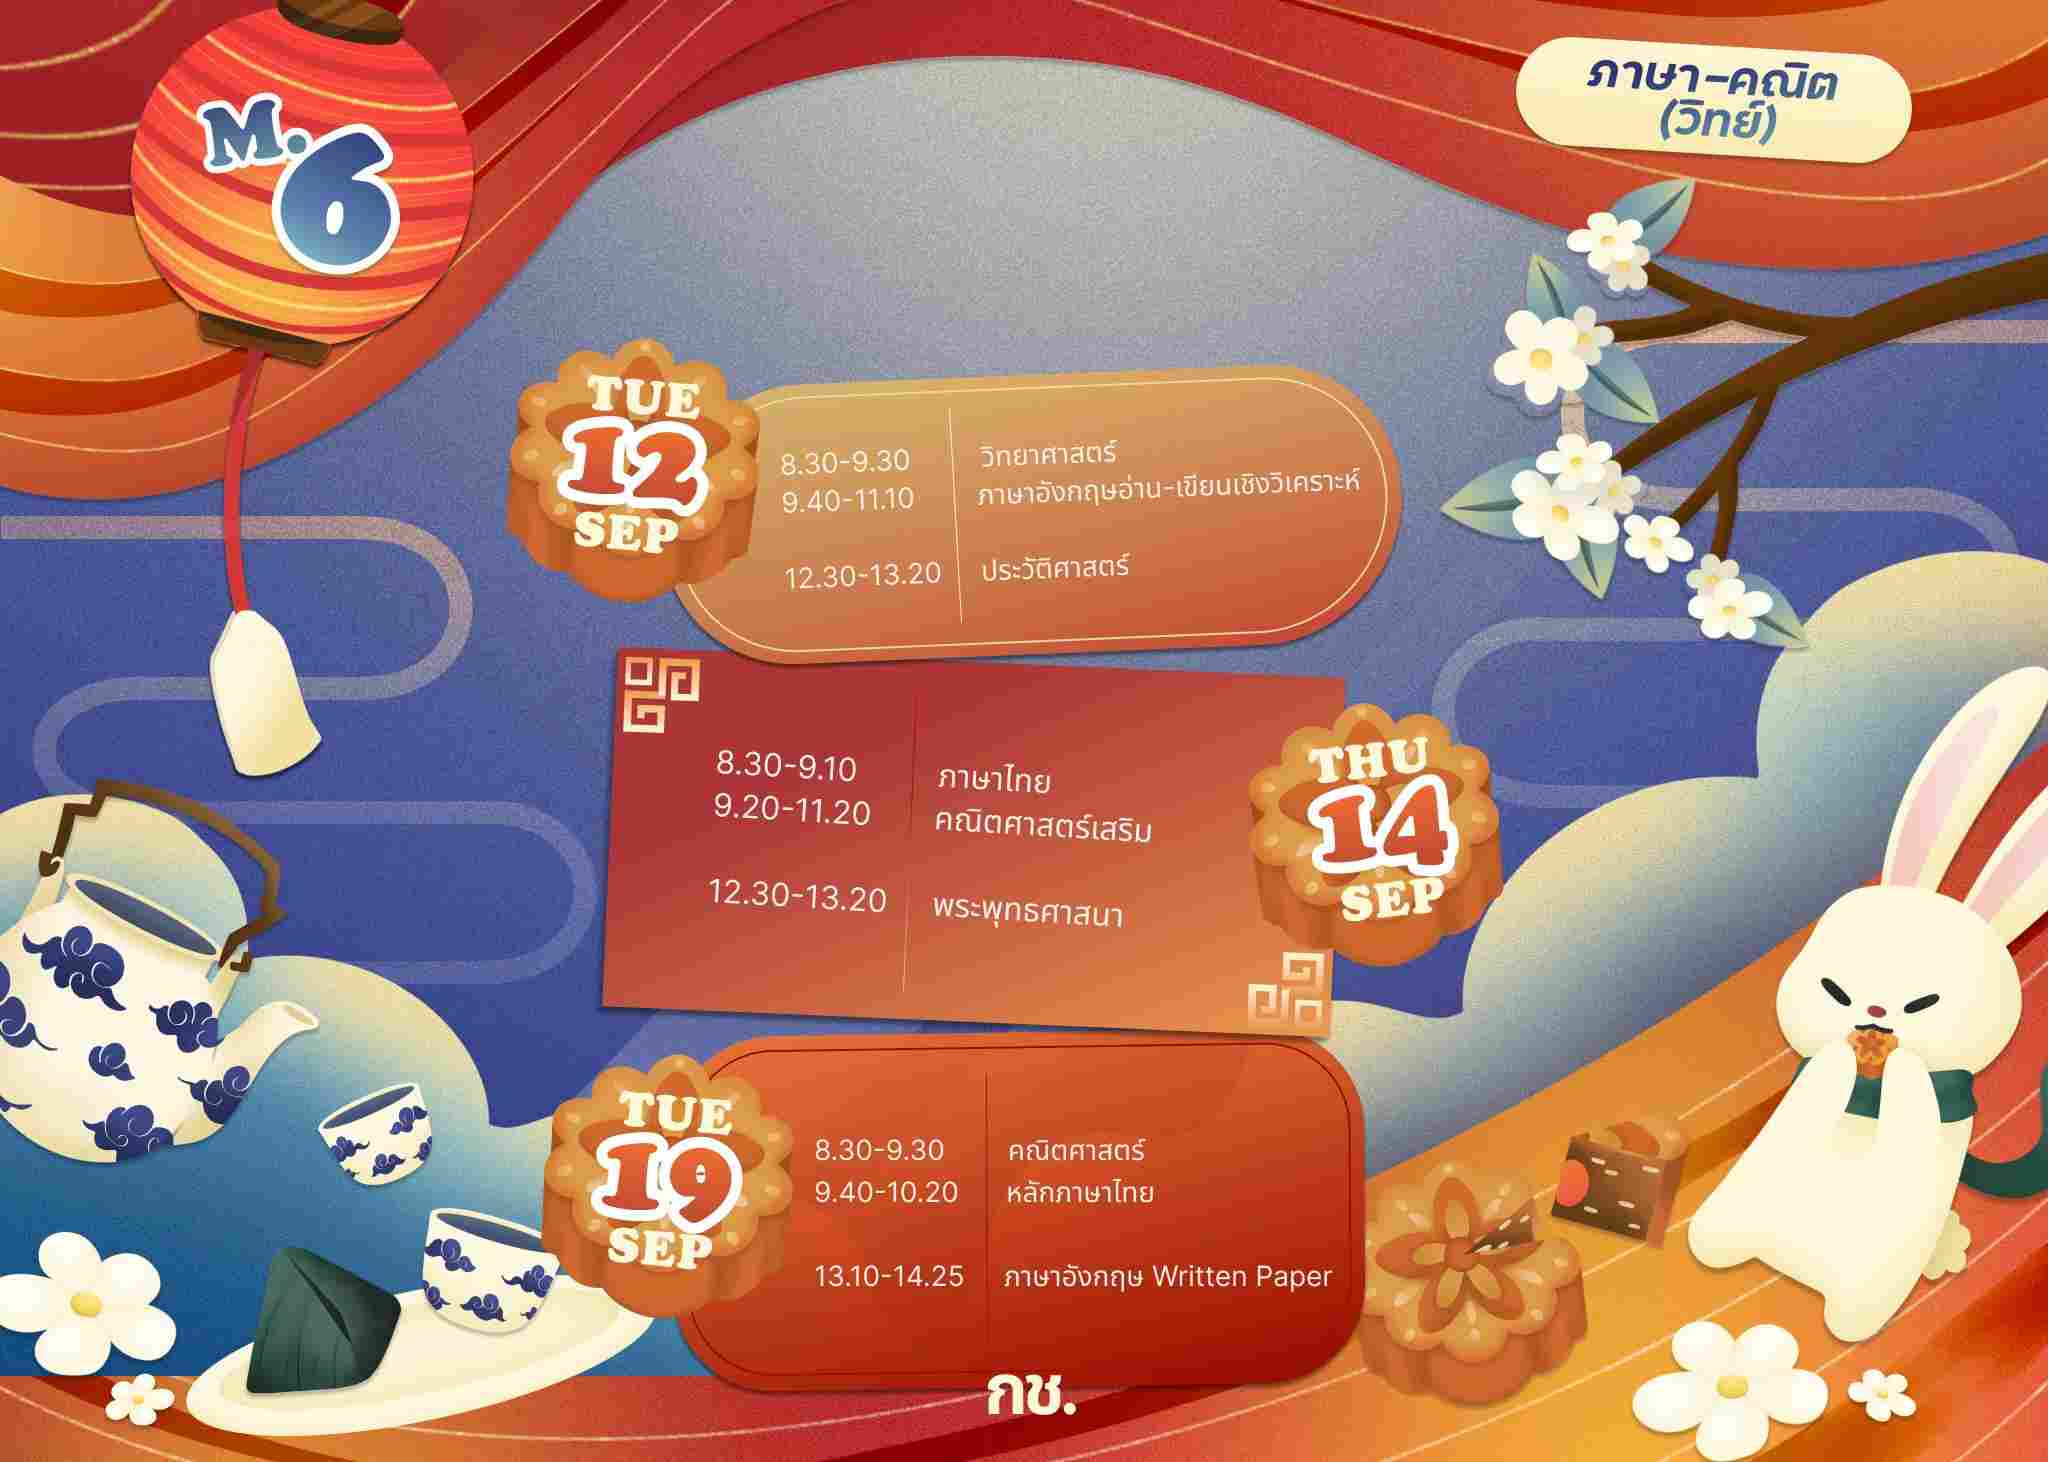 M.6
ภาษา-คณิต
(วิทย์)
TUE
12
SEP
8.30-9.30 วิทยาศาสตร์
9.40-11.10 ภาษาอังกฤษอ่าน-เขียนเชิงวิเคราะห์
12.30-13.20 ประวัติศาสตร์
THU
14
SEP
8.30-9.10 ภาษาไทย
9.20-11.20 คณิตศาสตร์เสริม
12.30-13.20 พระพุทธศาสนา
TUE
19
SEP
8.30-9.30 คณิตศาสตร์
9.40-10.20 หลักภาษาไทย
13.10-14.25 ภาษาอังกฤษ Written Paper
กช.